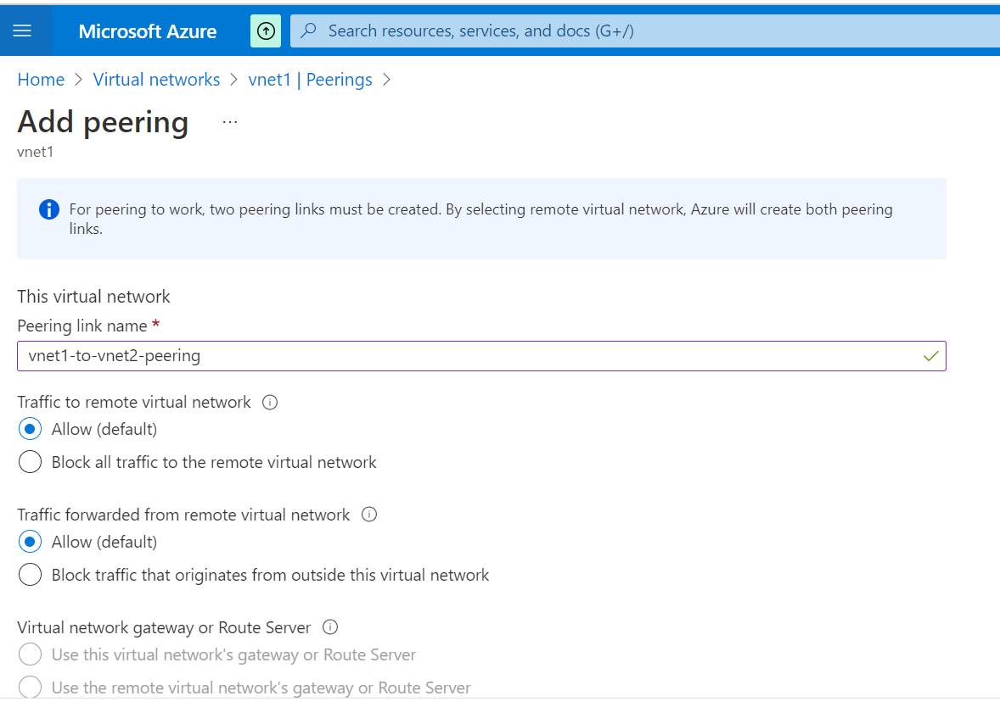 Microsoft Azure
Search resources, services, and docs (G+/)
Home > Virtual networks > vnet1 | Peerings >
Add peering ...
vnet1
For peering to work, two peering links must be created. By selecting remote virtual network, Azure will create both peering
links.
This virtual network
Peering link name *
vnet1-to-vnet2-peering
Traffic to remote virtual network
Allow (default)
Block all traffic to the remote virtual network
Traffic forwarded from remote virtual network
Allow (default)
Block traffic that originates from outside this virtual network
Virtual network gateway or Route Server
Use this virtual network's gateway or Route Server
Use the remote virtual network's gateway or Route Server